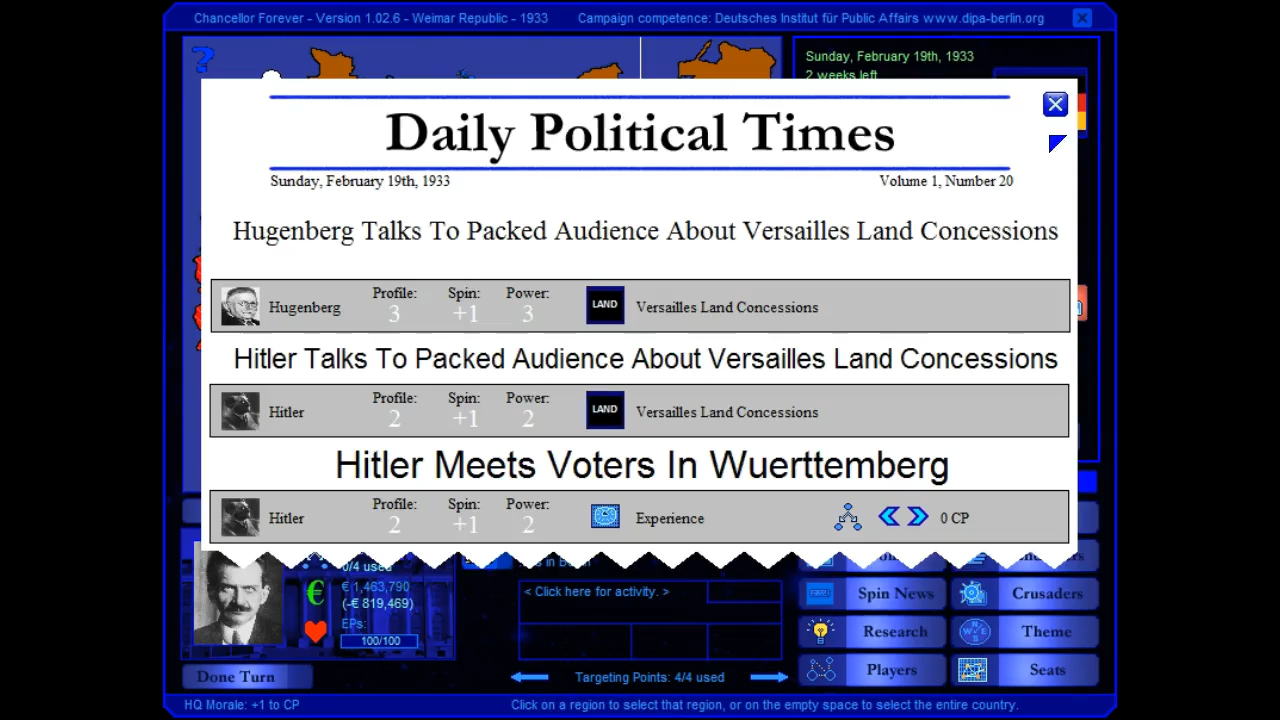 Chancellor Forever - Version 1.02.6 - Weimar Republic - 1933 Campaign competence: Deutsches Institut für Public Affairs www.dipa-berlin.org
Sunday, February 19th, 1933
2 weeks left
Daily Political Times
Sunday, February 19th, 1933 Volume 1, Number 20
Hugenberg Talks To Packed Audience About Versailles Land Concessions
Profile: Spin: Power:
Hugenberg 3 +1 3 LAND Versailles Land Concessions
Hitler Talks To Packed Audience About Versailles Land Concessions
Profile: Spin: Power:
Hitler 2 +1 2 LAND Versailles Land Concessions
Hitler Meets Voters In Wuerttemberg
Profile: Spin: Power:
Hitler 2 +1 2 Experience 0 CP
0/4 used
€ 1,463,790
(-€ 819,469)
EPs:
100/100
< Click here for activity. >
Spin News Crusaders
Research Theme
Players Seats
Done Turn Targeting Points: 4/4 used
HQ Morale: +1 to CP Click on a region to select that region, or on the empty space to select the entire country.